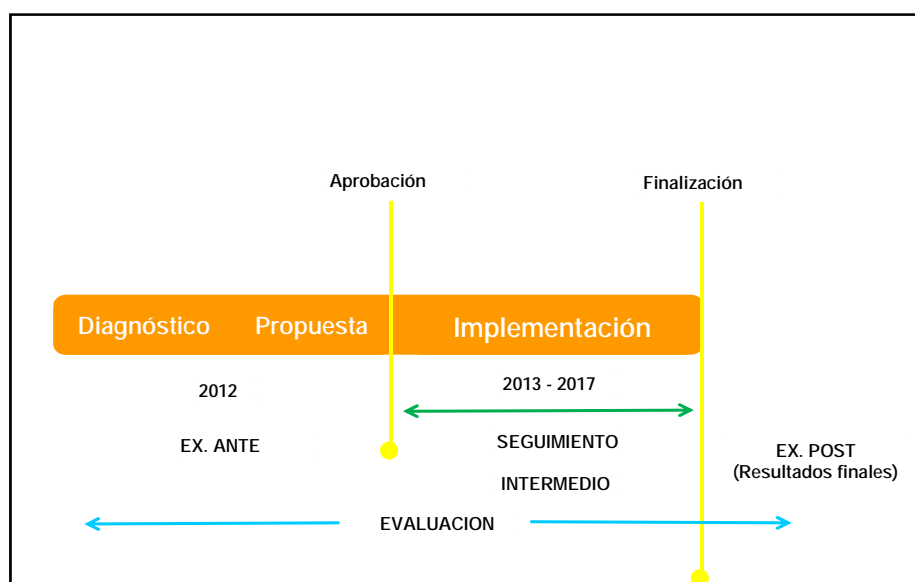 Aprobación
Finalización
Diagnóstico
Propuesta
Implementación
2012
2013 - 2017
EX. ANTE
SEGUIMIENTO
EX. POST
(Resultados finales)
INTERMEDIO
EVALUACION